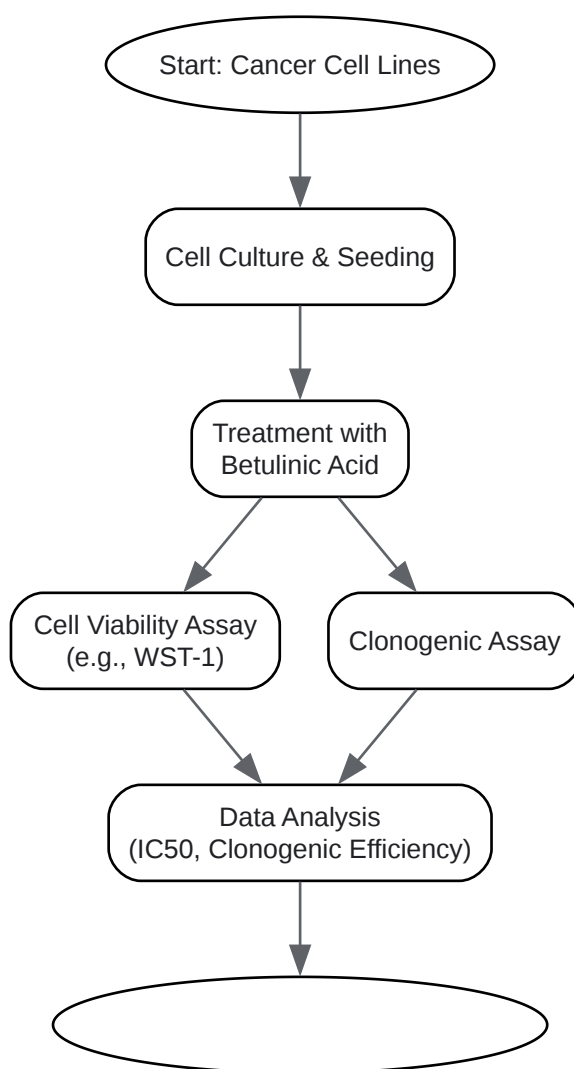 Start: Cancer Cell Lines
Cell Culture & Seeding
Treatment with
Betulinic Acid
Cell Viability Assay
(e.g., WST-1)
Clonogenic Assay
Data Analysis
(IC50, Clonogenic Efficiency)